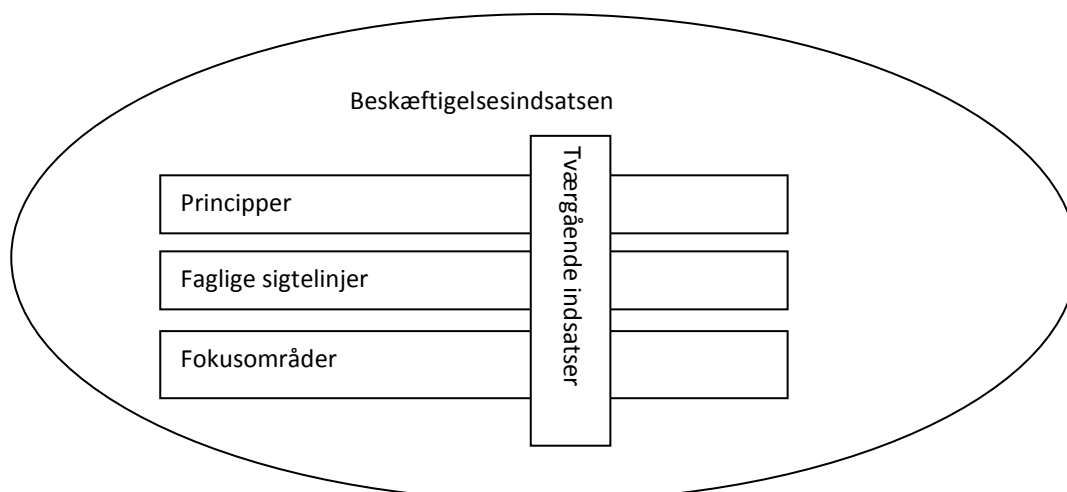 Beskæftigelsesindsatsen
Principper
Faglige sigtelinjer
Fokusområder
Tværgående indsatser